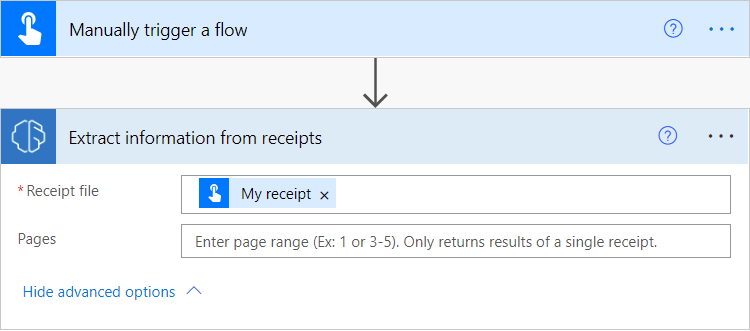 Manually trigger a flow
Extract information from receipts
* Receipt file
My receipt ×
Pages
Enter page range (Ex: 1 or 3-5). Only returns results of a single receipt.
Hide advanced options